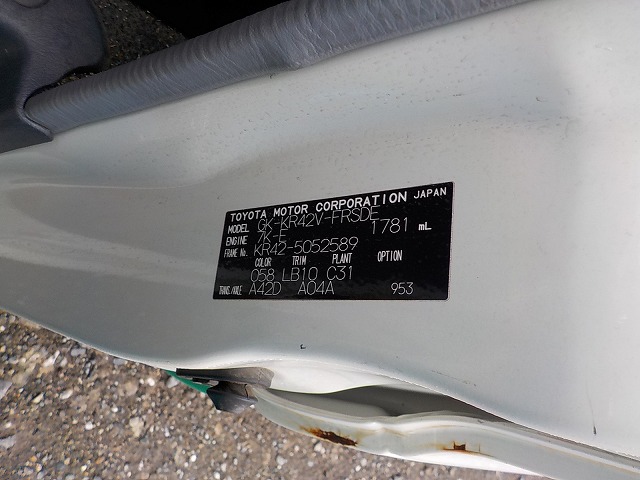 TOYOTA MOTOR CORPORATION JAPAN
MODEL GK-KR42V-FRSDE
ENGINE 7K-E 1781 mL
FRAME No. KR42-5052589
COLOR TRIM PLANT OPTION
058 LB10 C31
TRANS./AXLE A42D A04A 953